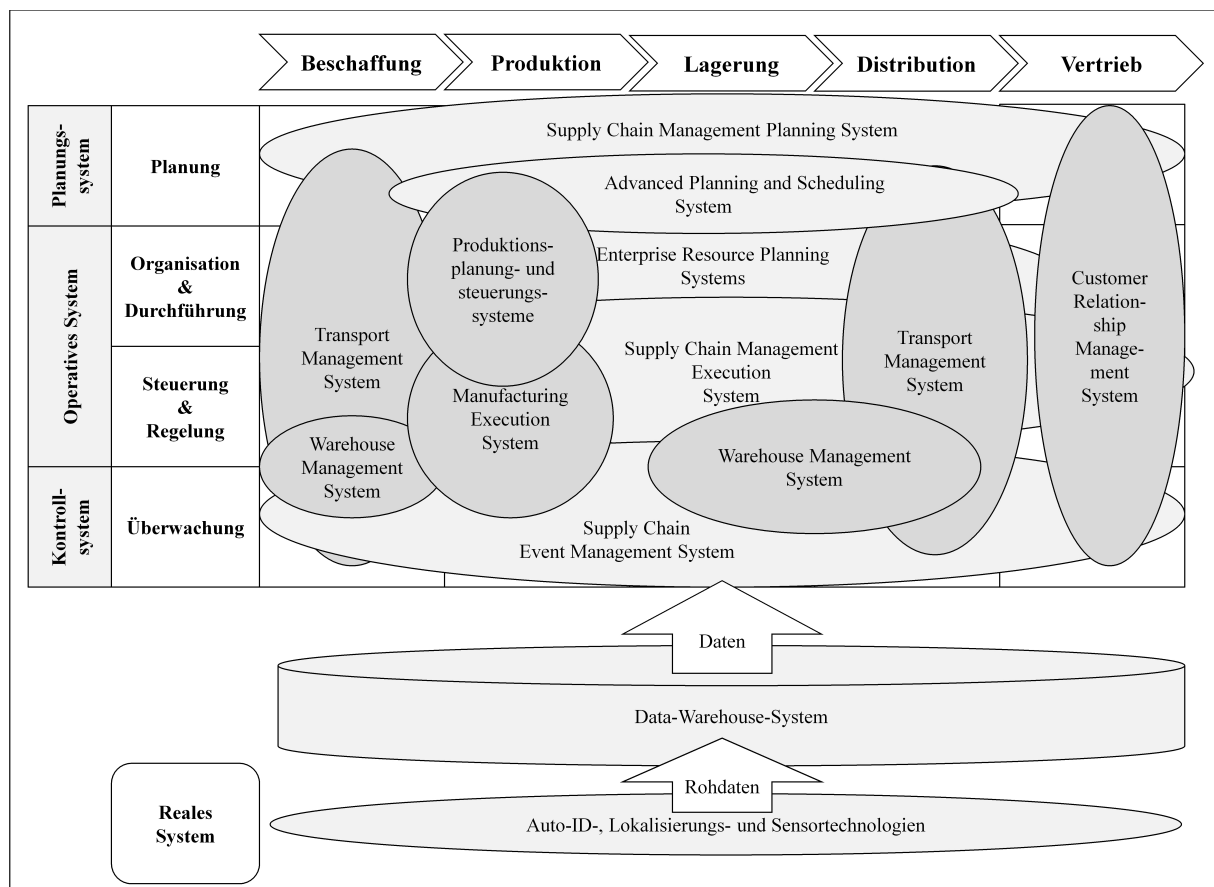 Beschaffung
Produktion
Lagerung
Distribution
Vertrieb
Planungs-
system
Planung
Supply Chain Management Planning System
Advanced Planning and Scheduling
System
Operatives System
Organisation
&
Durchführung
Produktions-
planung- und
steuerungs-
systeme
Enterprise Resource Planning
Systems
Customer
Relation-
ship
Manage-
ment
System
Steuerung
&
Regelung
Transport
Management
System
Manufacturing
Execution
System
Supply Chain Management
Execution
System
Transport
Management
System
Warehouse
Management
System
Warehouse Management
System
Kontroll-
system
Überwachung
Supply Chain
Event Management System
Daten
Data-Warehouse-System
Rohdaten
Reales
System
Auto-ID-, Lokalisierungs- und Sensortechnologien